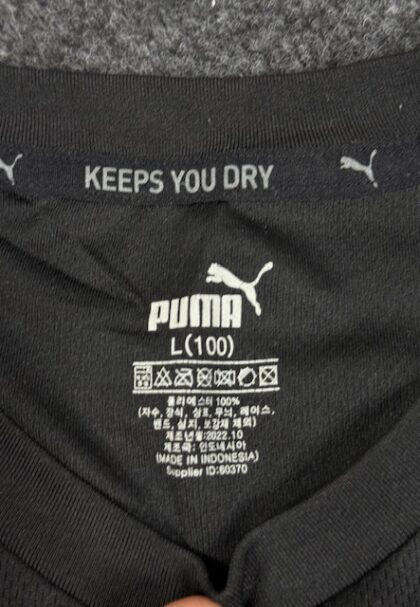 KEEPS YOU DRY
PUMA
L(100)
폴리에스터 100%
(자수, 장식, 상표, 무늬, 레이스,
밴드, 심지, 보강재 제외)
제조년월:2022.10
제조국: 인도네시아
(MADE IN INDONESIA)
Supplier ID:60370